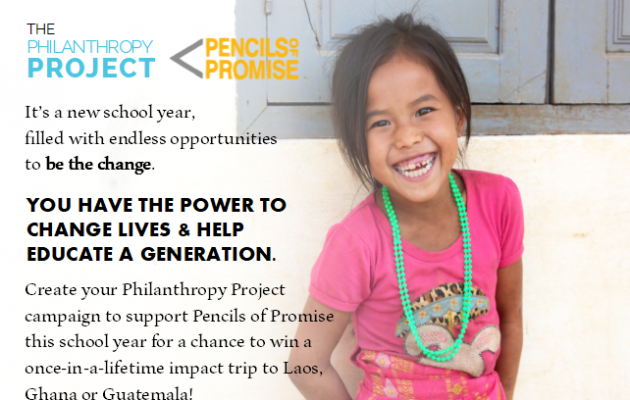 THE
PHILANTHROPY
PROJECT
PENCILS OF
PROMISE
It's a new school year,
filled with endless opportunities
to be the change.
YOU HAVE THE POWER TO
CHANGE LIVES & HELP
EDUCATE A GENERATION.
Create your Philanthropy Project
campaign to support Pencils of Promise
this school year for a chance to win a
once-in-a-lifetime impact trip to Laos,
Ghana or Guatemala!